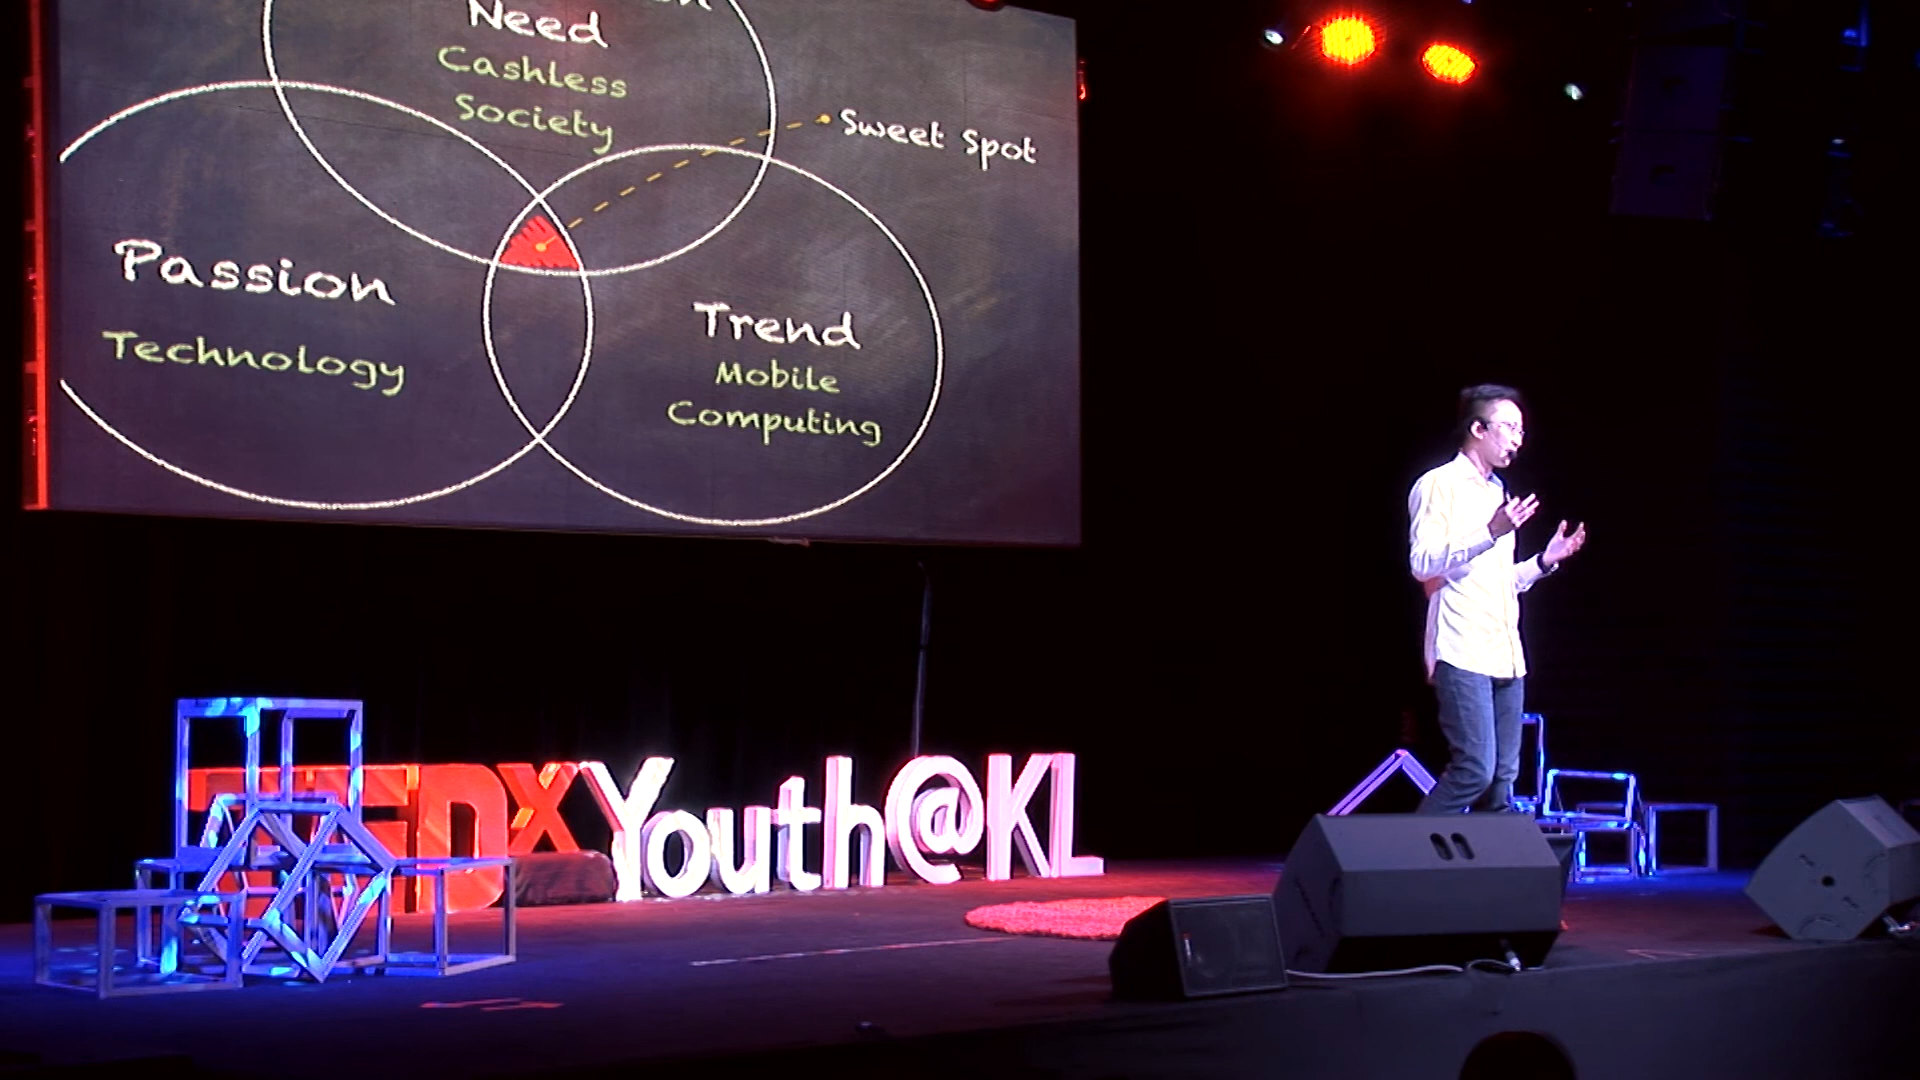 Need
Cashless
Society
Sweet Spot
Passion
Technology
Trend
Mobile
Computing
TEDxYouth@KL